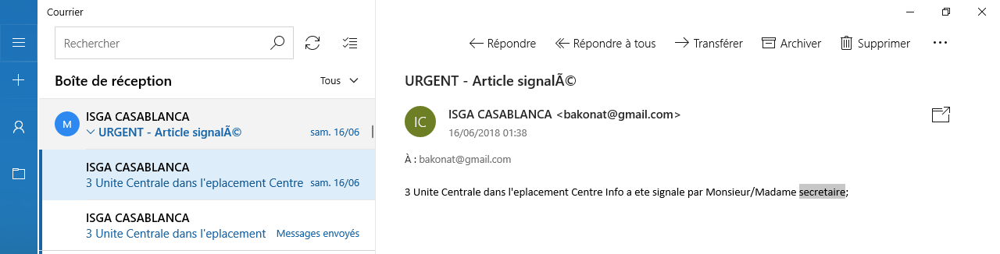 Courrier
Rechercher
Boîte de réception
Tous
M
ISGA CASABLANCA
URGENT - Article signalÃ©
sam. 16/06
ISGA CASABLANCA
3 Unite Centrale dans l'eplacement Centre
sam. 16/06
ISGA CASABLANCA
3 Unite Centrale dans l'eplacement
Messages envoyés
Répondre
Répondre à tous
Transférer
Archiver
Supprimer
URGENT - Article signalÃ©
IC
ISGA CASABLANCA <bakonat@gmail.com>
16/06/2018 01:38
À : bakonat@gmail.com
3 Unite Centrale dans l'eplacement Centre Info a ete signale par Monsieur/Madame secretaire;